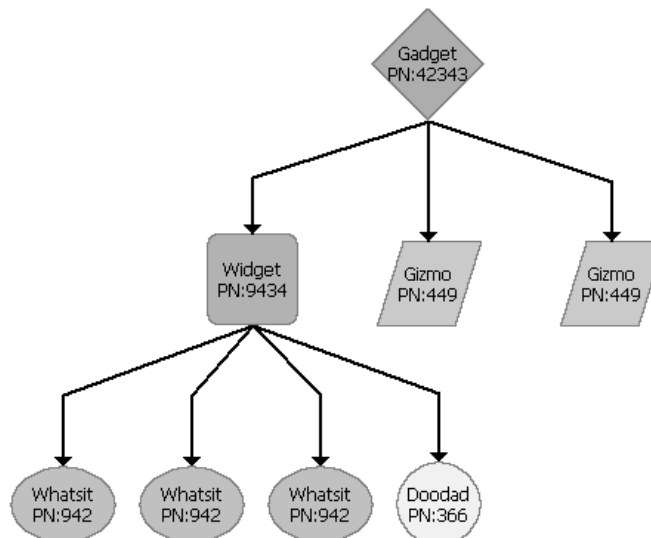 Gadget
PN:42343
Widget
PN:9434
Gizmo
PN:449
Gizmo
PN:449
Whatsit
PN:942
Whatsit
PN:942
Whatsit
PN:942
Doodad
PN:366